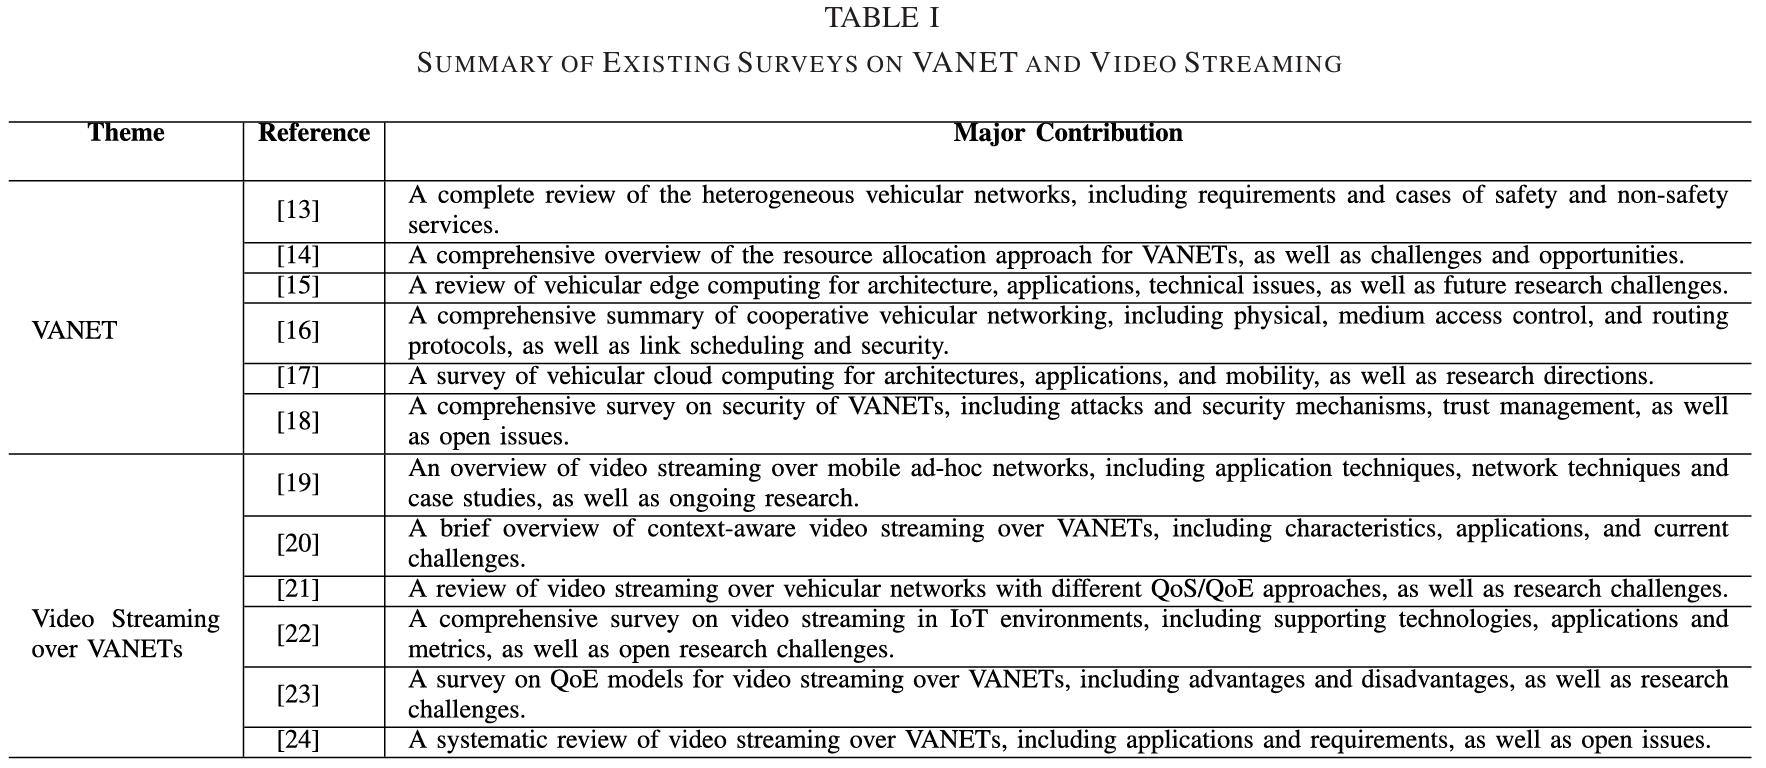 TABLE I
SUMMARY OF EXISTING SURVEYS ON VANET AND VIDEO STREAMING
Theme Reference Major Contribution
VANET
[13] A complete review of the heterogeneous vehicular networks, including requirements and cases of safety and non-safety
services.
[14] A comprehensive overview of the resource allocation approach for VANETs, as well as challenges and opportunities.
[15] A review of vehicular edge computing for architecture, applications, technical issues, as well as future research challenges.
[16] A comprehensive summary of cooperative vehicular networking, including physical, medium access control, and routing
protocols, as well as link scheduling and security.
[17] A survey of vehicular cloud computing for architectures, applications, and mobility, as well as research directions.
[18] A comprehensive survey on security of VANETs, including attacks and security mechanisms, trust management, as well
as open issues.
Video Streaming
over VANETs
[19] An overview of video streaming over mobile ad-hoc networks, including application techniques, network techniques and
case studies, as well as ongoing research.
[20] A brief overview of context-aware video streaming over VANETs, including characteristics, applications, and current
challenges.
[21] A review of video streaming over vehicular networks with different QoS/QoE approaches, as well as research challenges.
[22] A comprehensive survey on video streaming in IoT environments, including supporting technologies, applications and
metrics, as well as open research challenges.
[23] A survey on QoE models for video streaming over VANETs, including advantages and disadvantages, as well as research
challenges.
[24] A systematic review of video streaming over VANETs, including applications and requirements, as well as open issues.